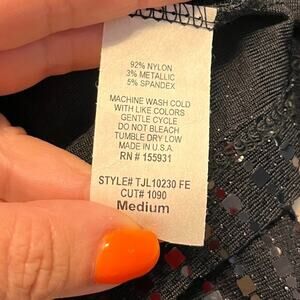 92% NYLON
3% METALLIC
5% SPANDEX
MACHINE WASH COLD
WITH LIKE COLORS
GENTLE CYCLE
DO NOT BLEACH
TUMBLE DRY LOW
MADE IN U.S.A.
RN # 155931
STYLE# TJL10230 FE
CUT# 1090
Medium